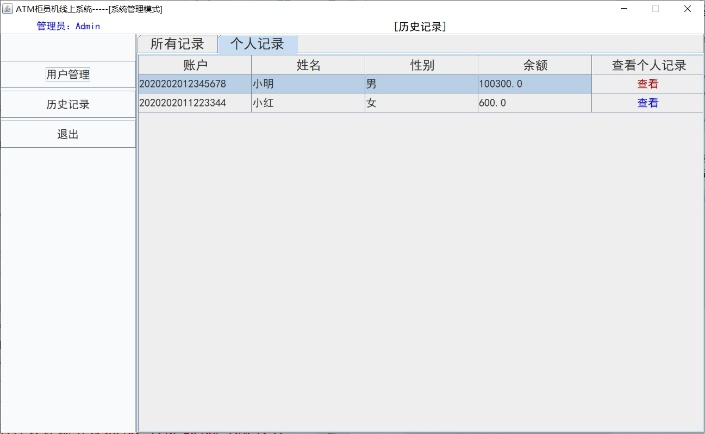 ATM柜员机线上系统-----[系统管理模式]
管理员: Admin
[历史记录]
用户管理
历史记录
退出
所有记录 个人记录
账户 姓名 性别 余额 查看个人记录
2020202012345678 小明 男 100300.0 查看
2020202011223344 小红 女 600.0 查看